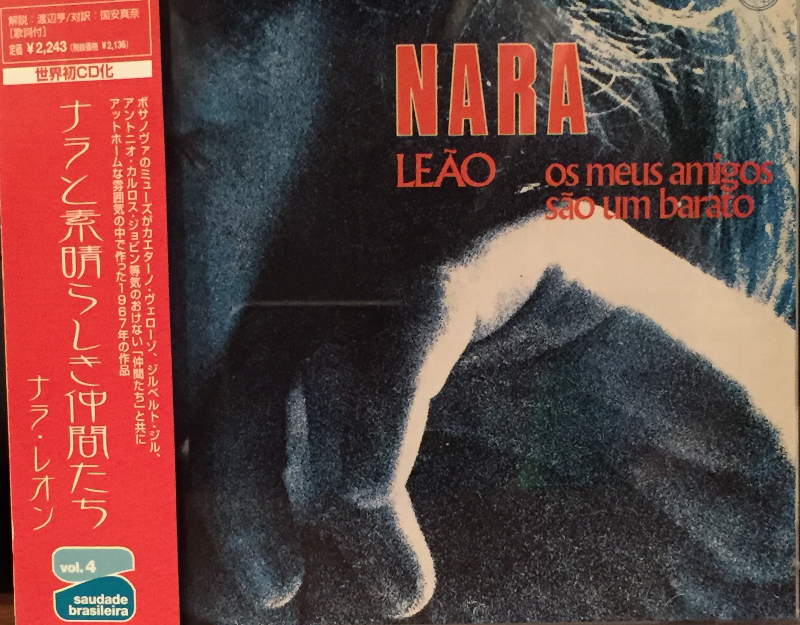 解説：渡辺亨/対訳：国安真奈
[歌詞付]
定価 ¥2,243 (税抜価格 ¥2,136)
世界初CD化
ボサノヴァのミューズがカエターノ・ヴェローゾ、ジルベルト・ジル、
アントニオ・カルロス・ジョビン等気のおけない「仲間たち」と共に
アットホームな雰囲気の中で作った1967年の作品
ナラと素晴らしき仲間たち
ナラ・レオン
vol.4
saudade
brasileira
NARA
LEÃO
os meus amigos
são um barato